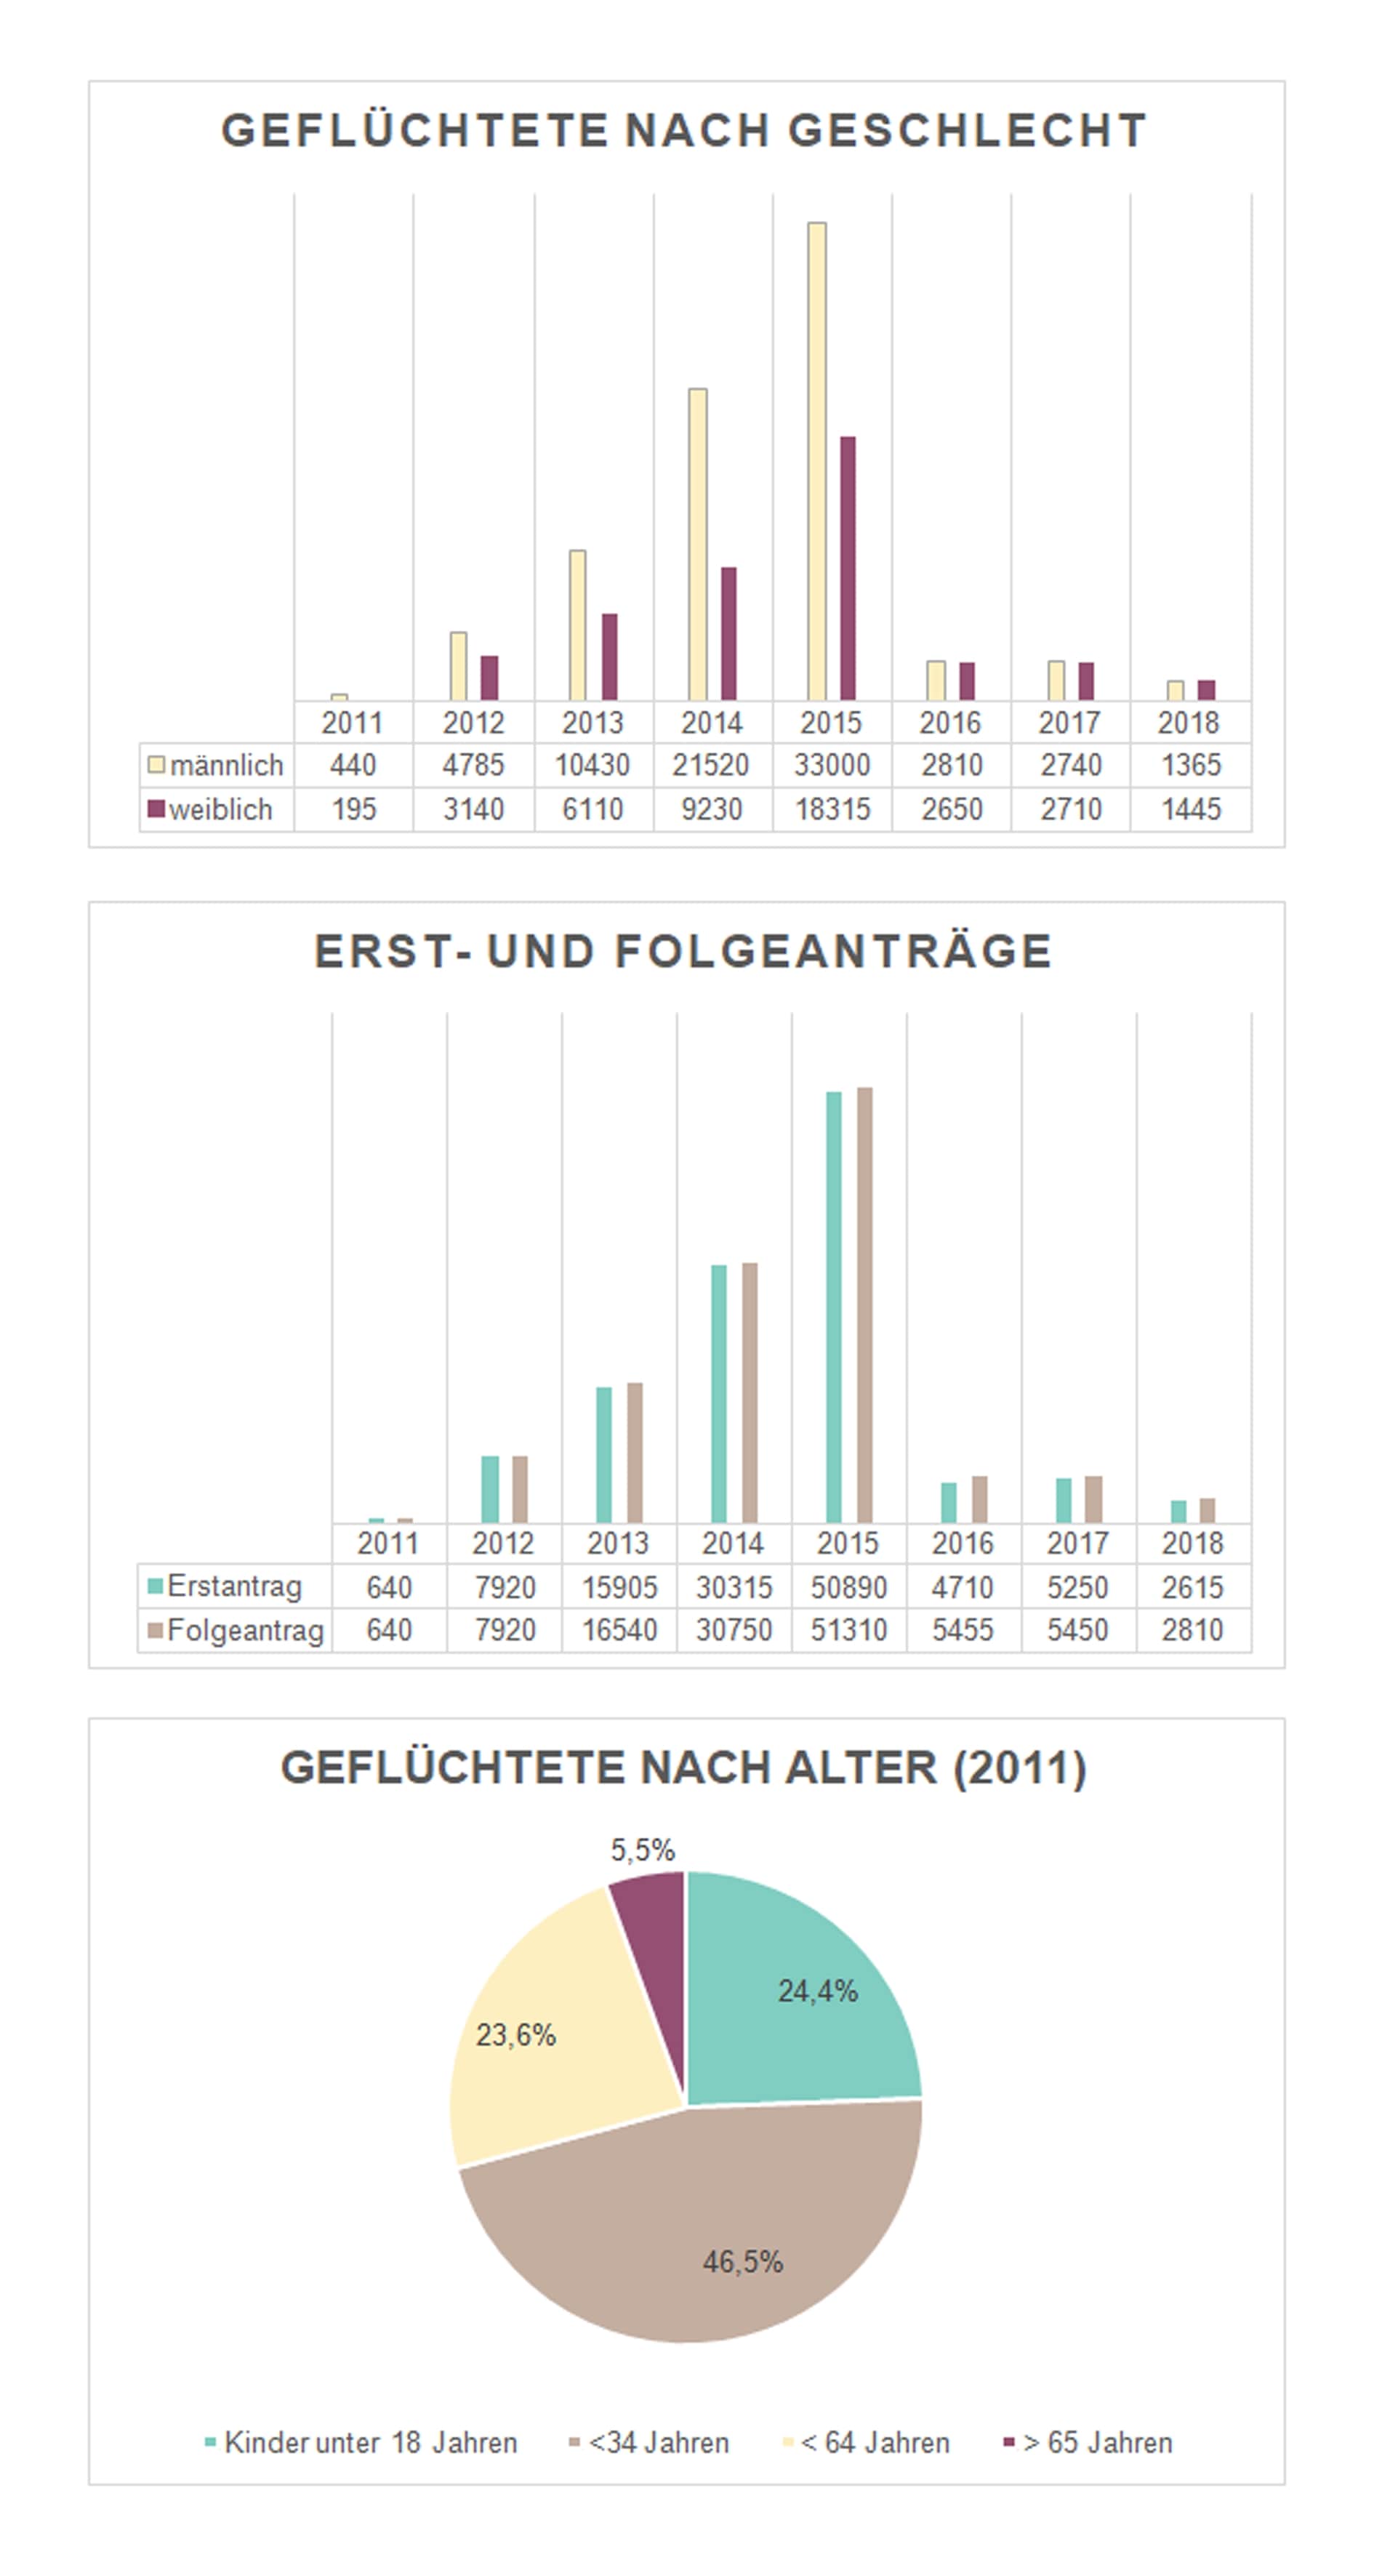 GEFLÜCHTETE NACH GESCHLECHT
2011 2012 2013 2014 2015 2016 2017 2018
männlich 440 4785 10430 21520 33000 2810 2740 1365
weiblich 195 3140 6110 9230 18315 2650 2710 1445
ERST- UND FOLGEANTRÄGE
2011 2012 2013 2014 2015 2016 2017 2018
Erstantrag 640 7920 15905 30315 50890 4710 5250 2615
Folgeantrag 640 7920 16540 30750 51310 5455 5450 2810
GEFLÜCHTETE NACH ALTER (2011)
5,5%
24,4%
23,6%
46,5%
Kinder unter 18 Jahren <34 Jahren < 64 Jahren > 65 Jahren